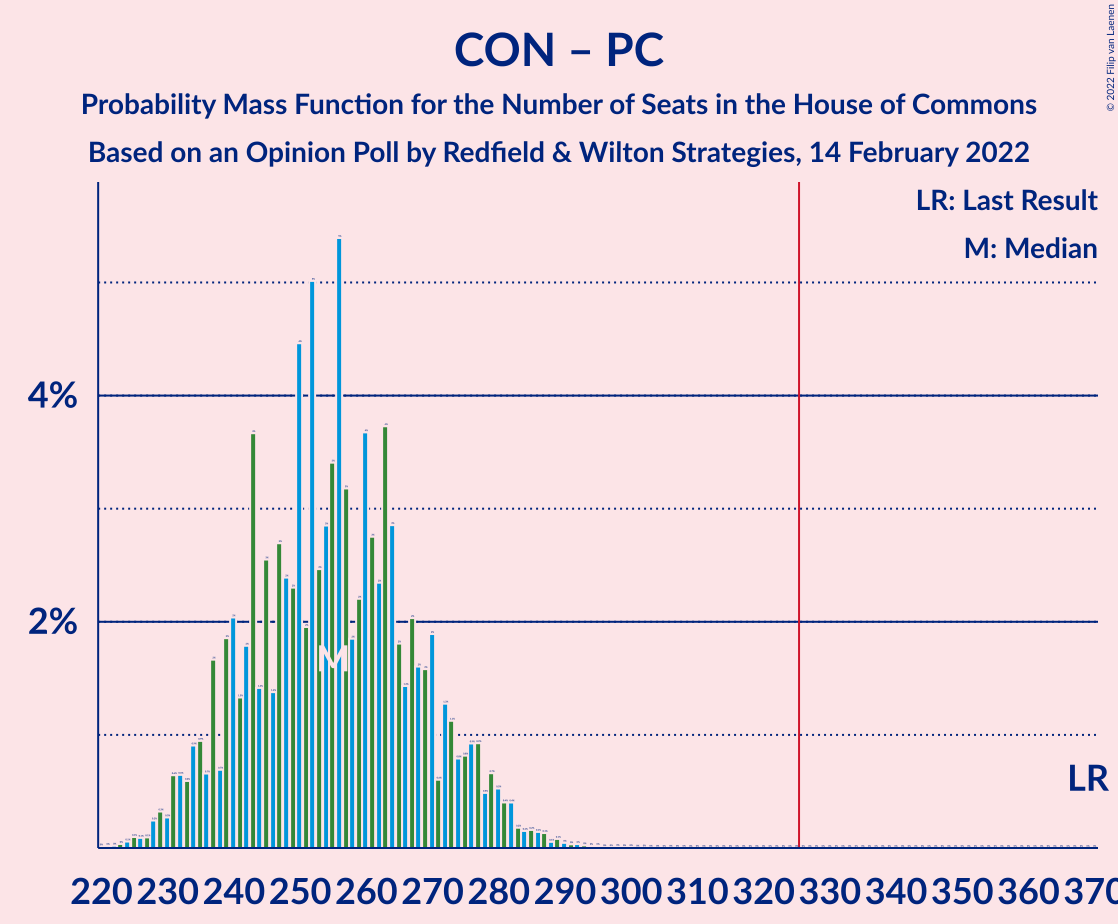 CON – PC
Probability Mass Function for the Number of Seats in the House of Commons
Based on an Opinion Poll by Redfield & Wilton Strategies, 14 February 2022
© 2022 Filip van Laenen
LR: Last Result
M: Median
4%
2%
M
LR
220 230 240 250 260 270 280 290 300 310 320 330 340 350 360 370